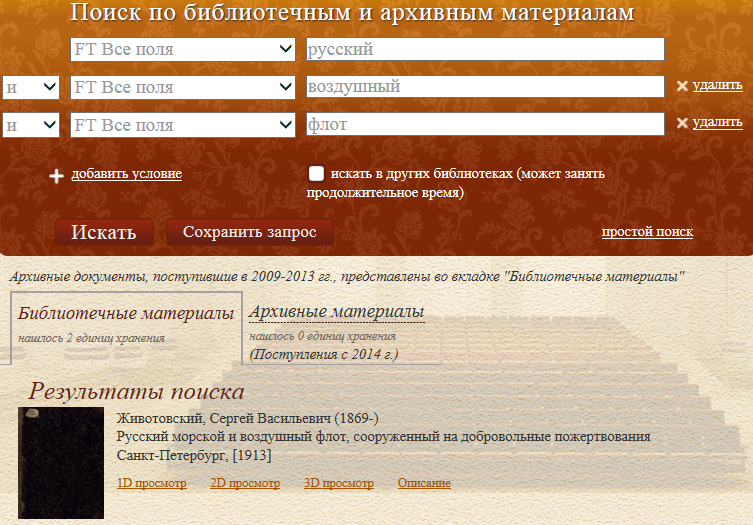 Поиск по библиотечным и архивным материалам
FT Все поля русский
и FT Все поля воздушный удалить
и FT Все поля флот удалить
добавить условие искать в других библиотеках (может занять
продолжительное время)
Искать Сохранить запрос простой поиск
Архивные документы, поступившие в 2009-2013 гг., представлены во вкладке "Библиотечные материалы"
Библиотечные материалы
нашлось 2 единиц хранения
Архивные материалы
нашлось 0 единиц хранения
(Поступления с 2014 г.)
Результаты поиска
Животовский, Сергей Васильевич (1869-)
Русский морской и воздушный флот, сооруженный на добровольные пожертвования
Санкт-Петербург, [1913]
1D просмотр 2D просмотр 3D просмотр Описание